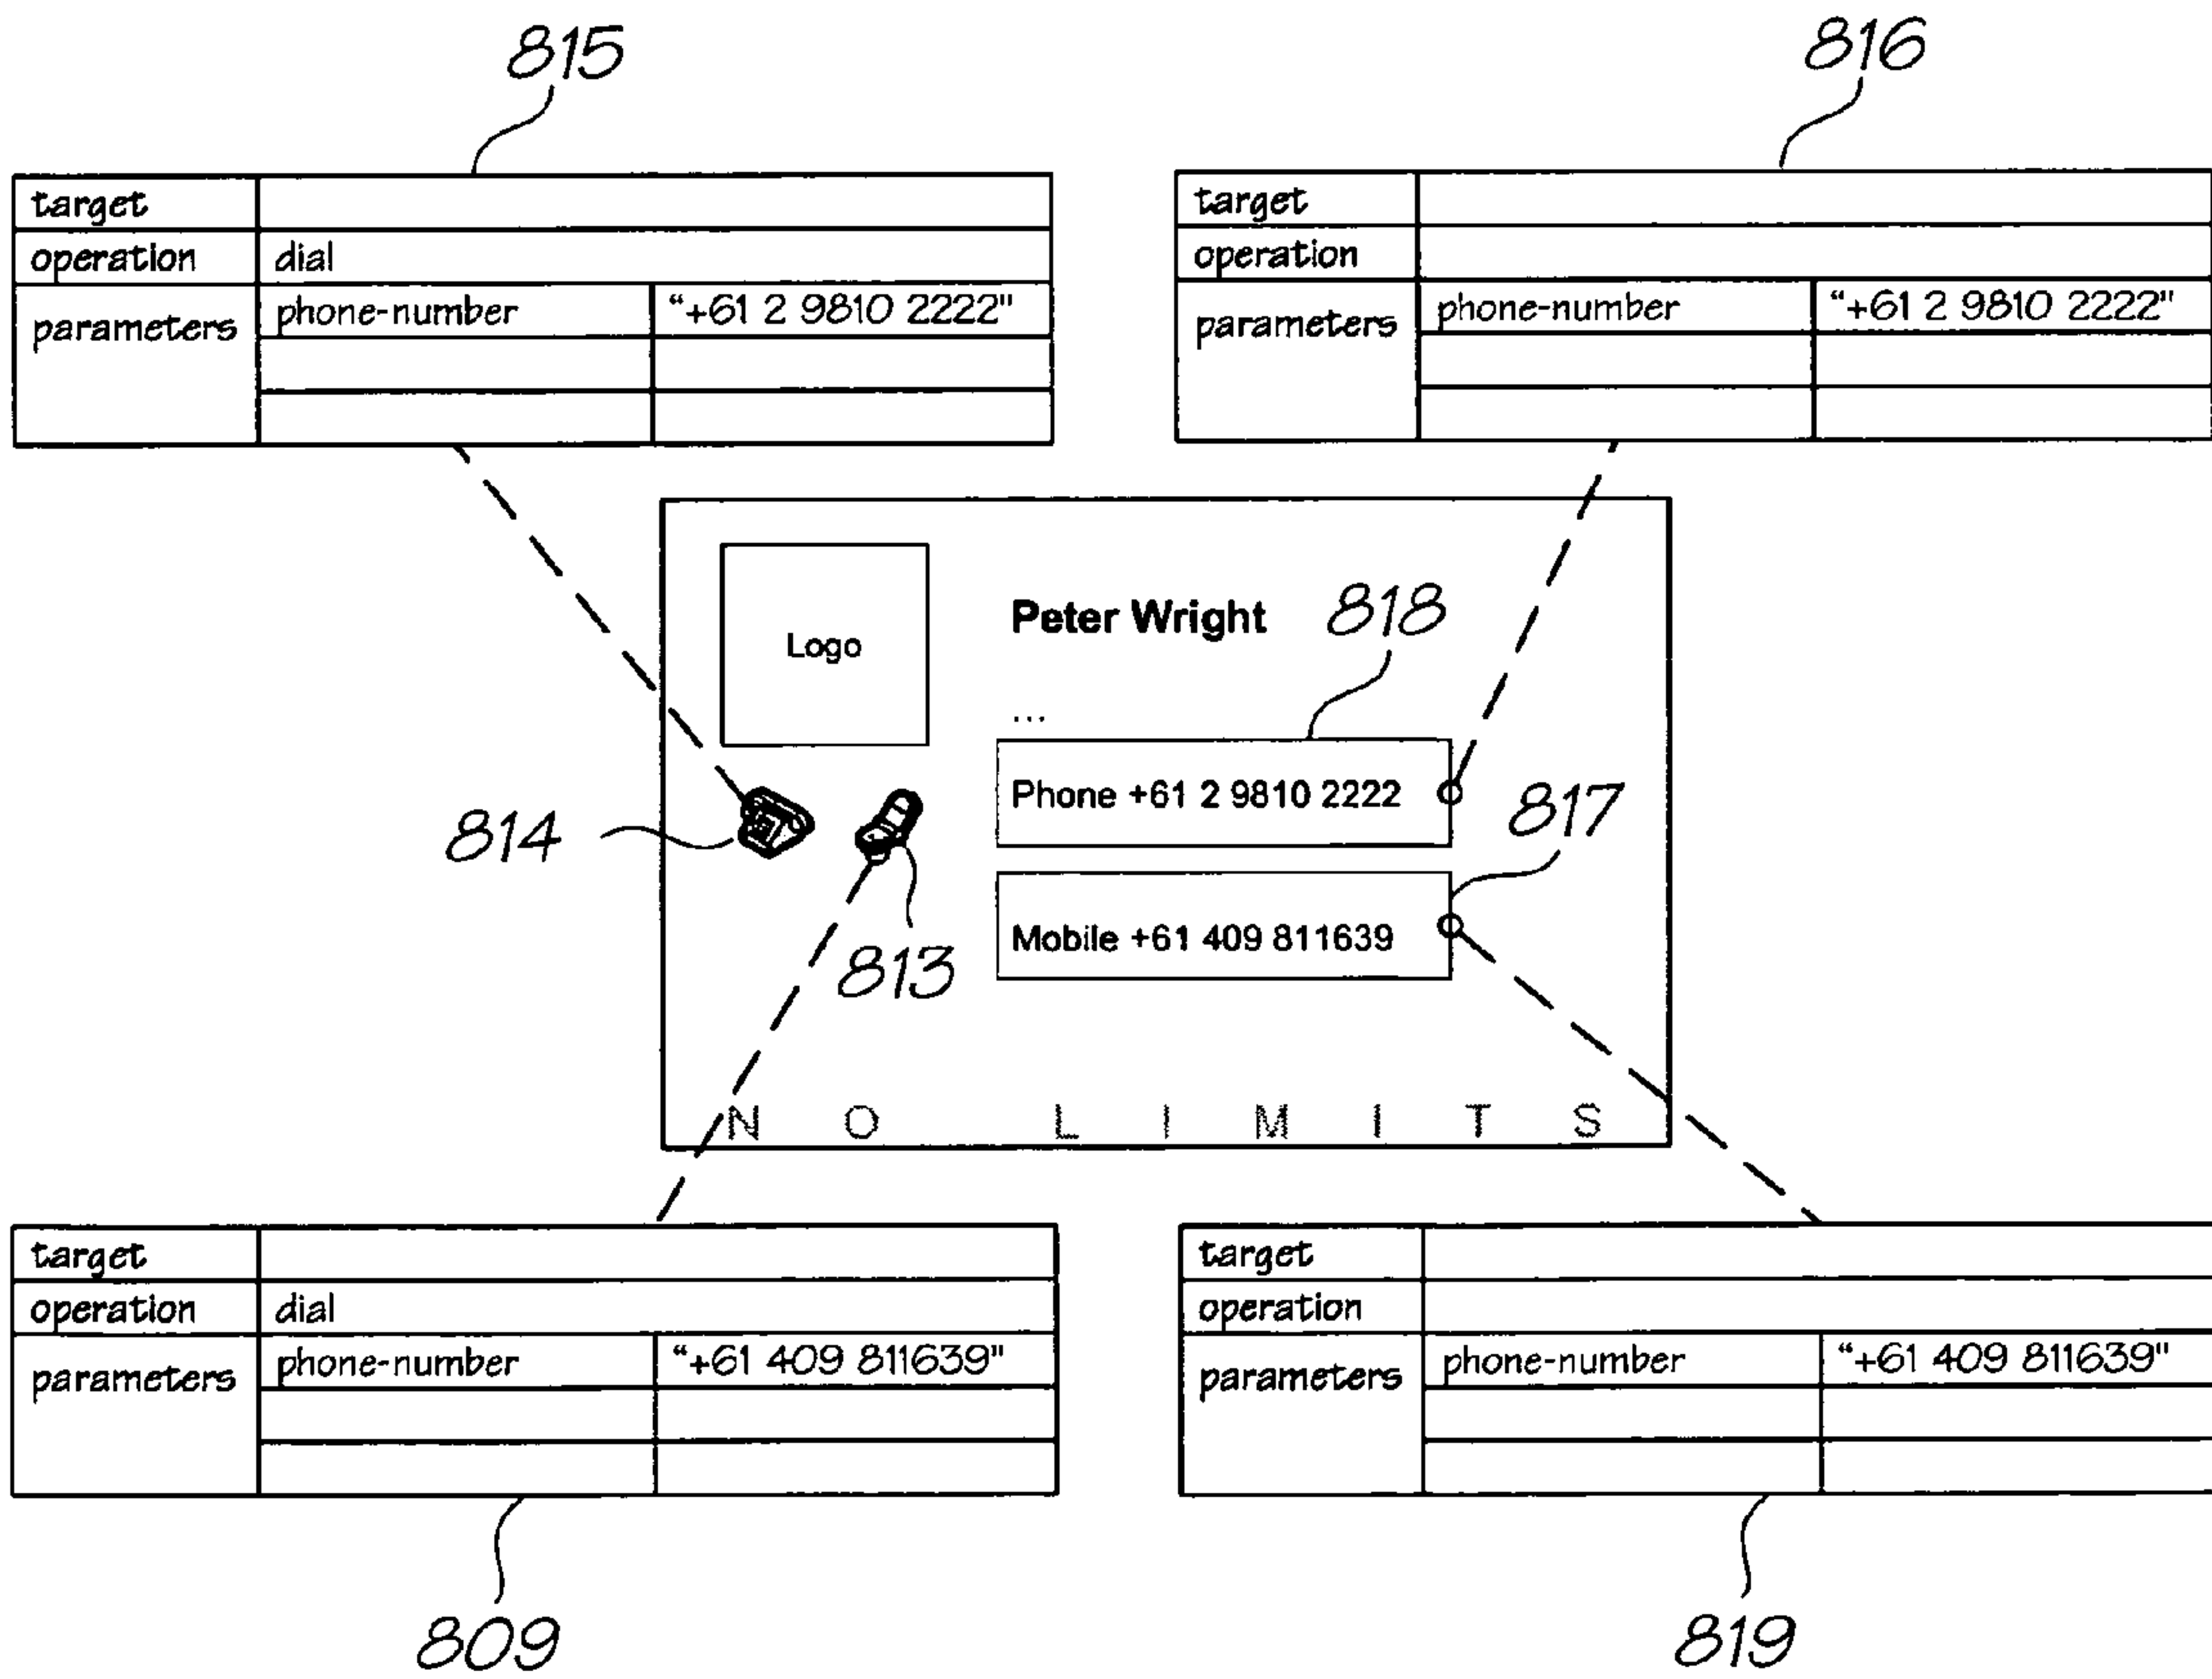 815
816
target
operation dial
parameters phone-number "+61 2 9810 2222"
target
operation
parameters phone-number "+61 2 9810 2222"
Logo
Peter Wright
818
...
Phone +61 2 9810 2222
817
814
813
Mobile +61 409 811639
N O L I M I T S
target
operation dial
parameters phone-number "+61 409 811639"
target
operation
parameters phone-number "+61 409 811639"
809
819